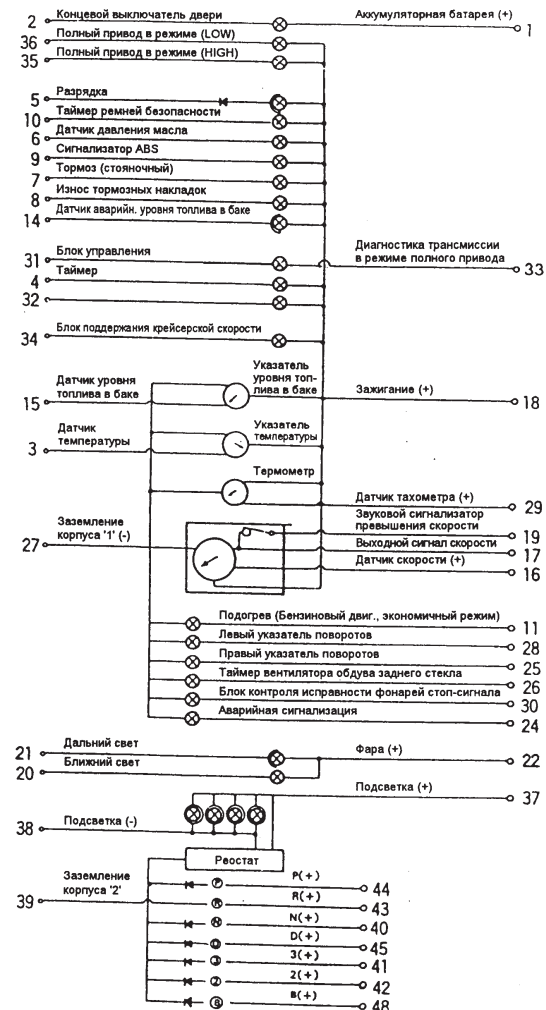 2 Концевой выключатель двери Аккумуляторная батарея (+) 1
36 Полный привод в режиме (LOW)
35 Полный привод в режиме (HIGH)
5 Разрядка
10 Таймер ремней безопасности
6 Датчик давления масла
9 Сигнализатор ABS
7 Тормоз (стояночный)
8 Износ тормозных накладок
14 Датчик аварийн. уровня топлива в баке
31 Блок управления
Диагностика трансмиссии
в режиме полного привода 33
4 Таймер
32
34 Блок поддержания крейсерской скорости
Указатель
уровня топ-
лива в баке
Датчик уровня
15 топлива в баке
Зажигание (+) 18
Датчик
3 температуры
Указатель
температуры
Термометр
Датчик тахометра (+) 29
Звуковой сигнализатор
превышения скорости 19
Заземление
27 корпуса '1' (-)
Выходной сигнал скорости 17
Датчик скорости (+) 16
Подогрев (Бензиновый двиг., экономичный режим) 11
Левый указатель поворотов 28
Правый указатель поворотов 25
Таймер вентилятора обдува заднего стекла 26
Блок контроля исправности фонарей стоп-сигнала 30
Аварийная сигнализация 24
21 Дальний свет Фара (+) 22
20 Ближний свет
Подсветка (+) 37
38 Подсветка (-)
Реостат
Заземление
39 корпуса '2'
P P(+) 44
R R(+) 43
N N(+) 40
D D(+) 45
3 3(+) 41
2 2(+) 42
B B(+) 48